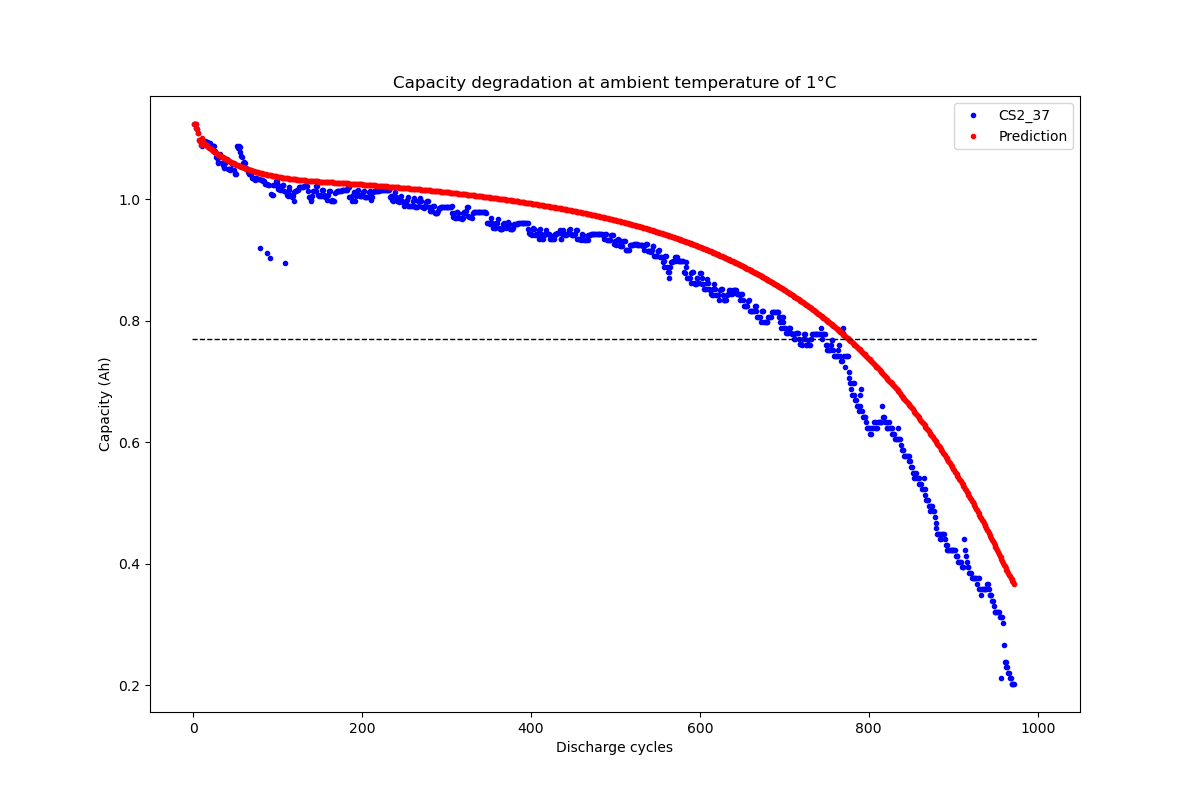 Capacity degradation at ambient temperature of 1°C
CS2_37
Prediction
Capacity (Ah)
1.0
0.8
0.6
0.4
0.2
0
200
400
600
800
1000
Discharge cycles